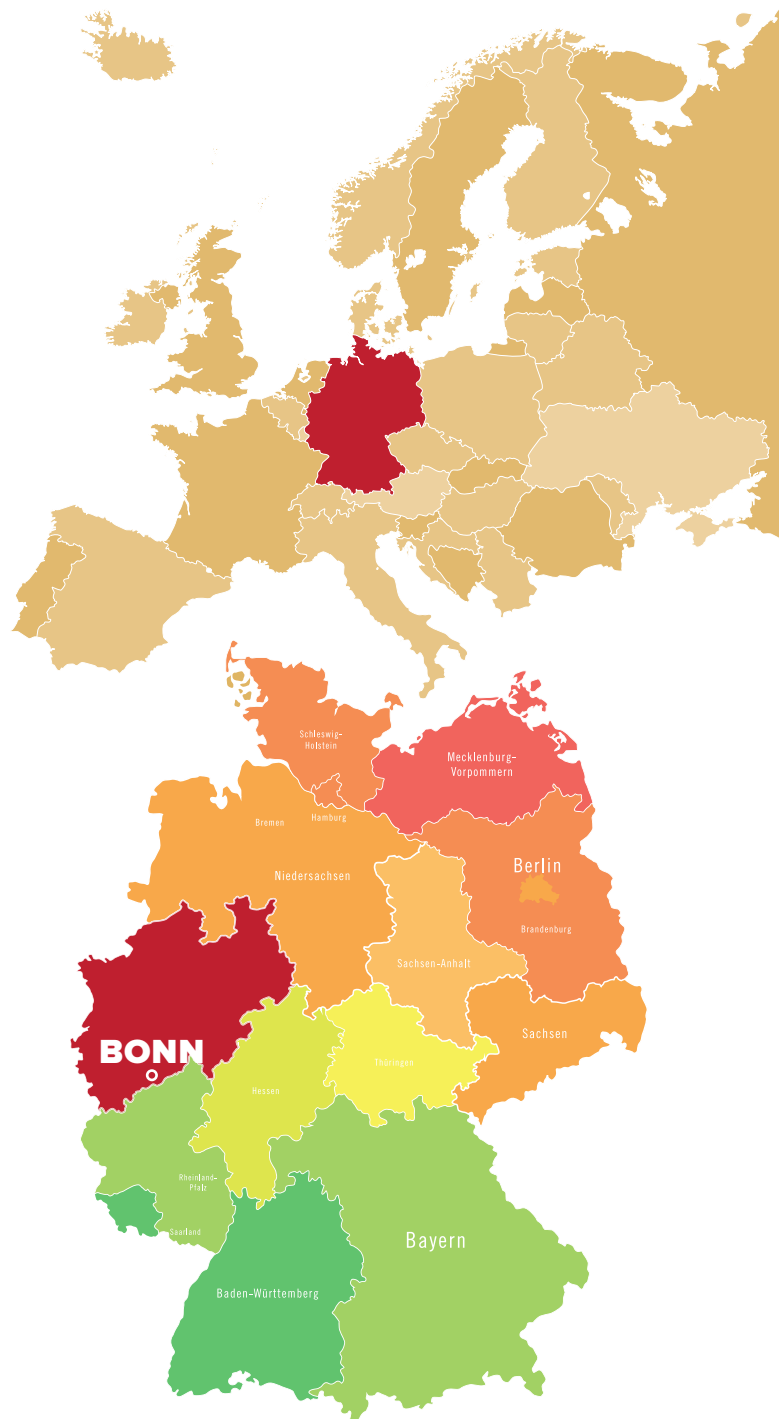 Schleswig-
Holstein
Mecklenburg-
Vorpommern
Hamburg
Bremen
Berlin
Niedersachsen
Brandenburg
Sachsen-Anhalt
Sachsen
BONN
Thüringen
Hessen
Rheinland-
Pfalz
Saarland
Bayern
Baden-Württemberg